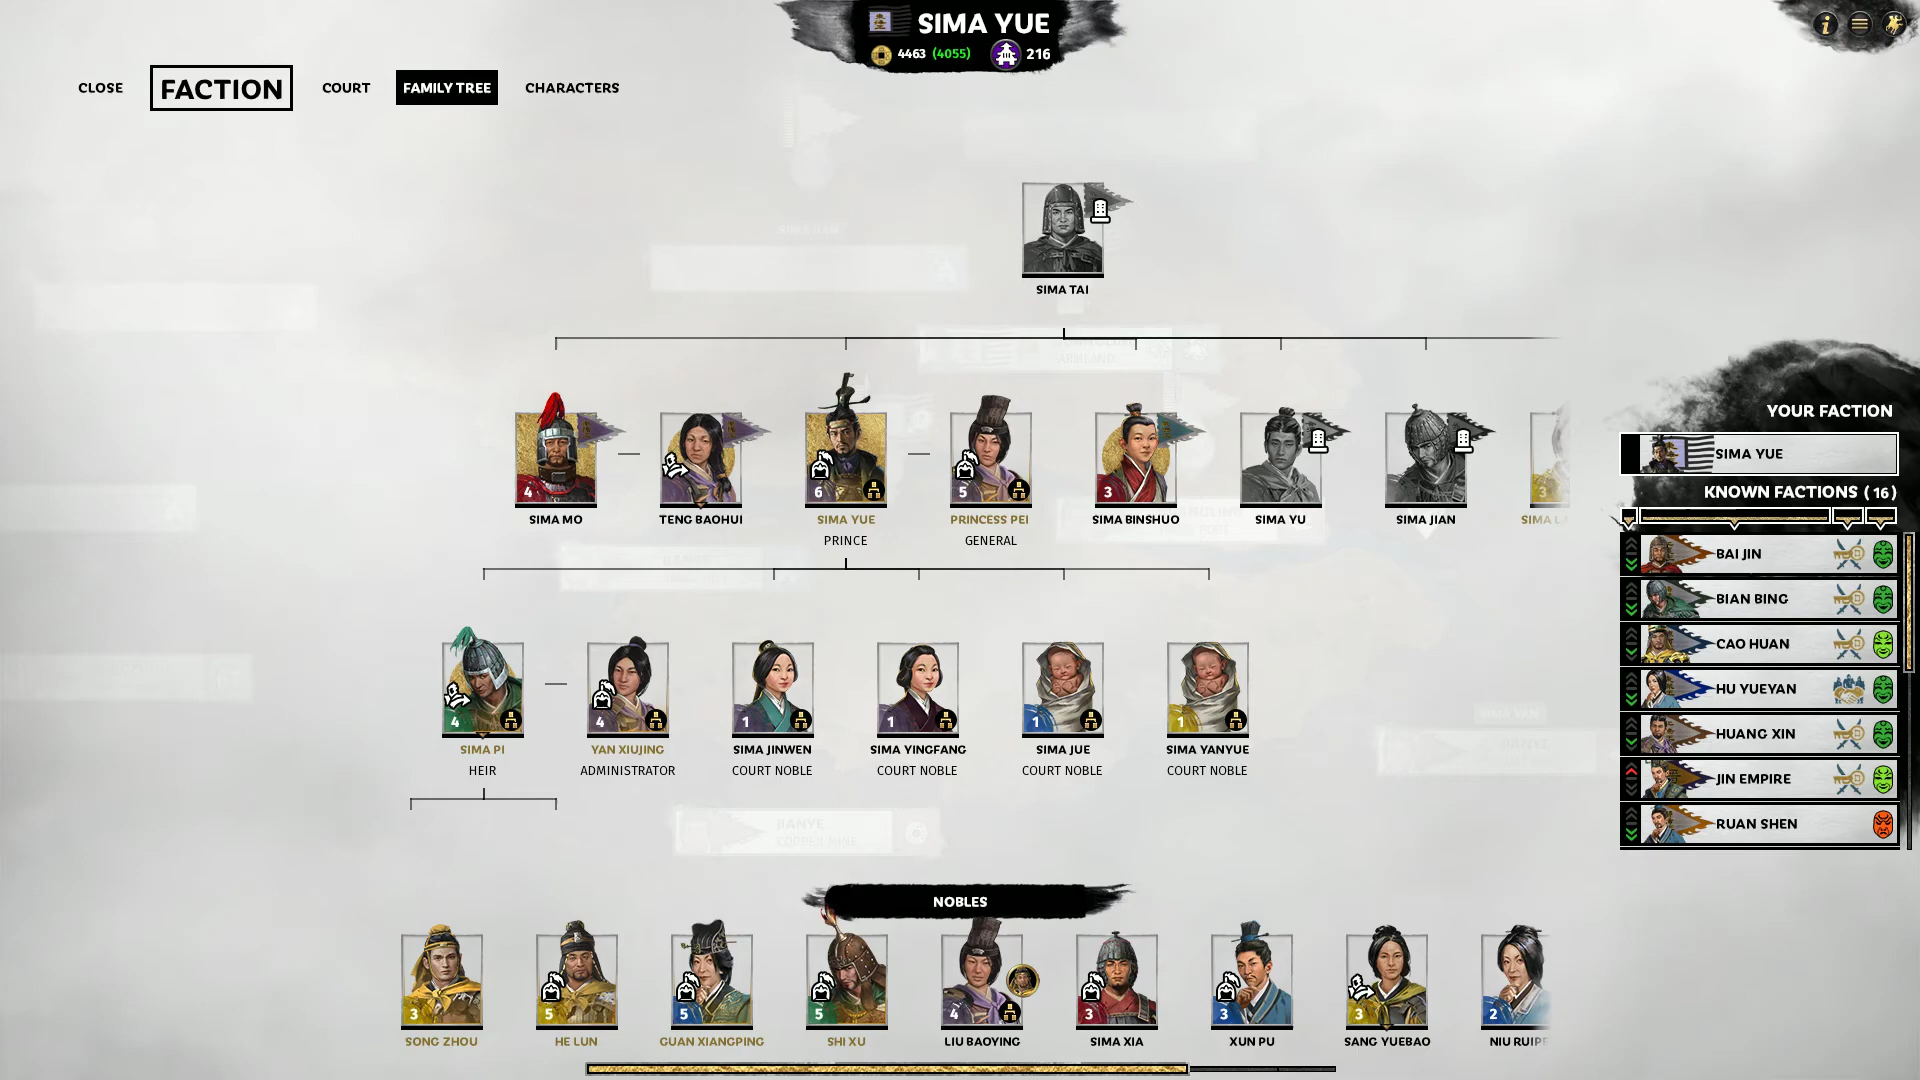 SIMA YUE
4463 (4055) 216
CLOSE FACTION COURT FAMILY TREE CHARACTERS
SIMA TAI
4 6 5 3 3
SIMA MO TENG BAOHUI SIMA YUE PRINCESS PEI SIMA BINSHUO SIMA YU SIMA JIAN SIMA
PRINCE GENERAL
4 4 1 1 1 1
SIMA PI YAN XIUJING SIMA JINWEN SIMA YINGFANG SIMA JUE SIMA YANYUE
HEIR ADMINISTRATOR COURT NOBLE COURT NOBLE COURT NOBLE COURT NOBLE
BANYE
COPPER MINE
NOBLES
3 5 5 5 4 3 3 3 2
SONG ZHOU HE LUN GUAN XIANGPING SHI XU LIU BAOYING SIMA XIA XUN PU SANG YUEBAO NIU
YOUR FACTION
SIMA YUE
KNOWN FACTIONS ( 16 )
BAI JIN
BIAN BING
CAO HUAN
HU YUEYAN
HUANG XIN
JIN EMPIRE
RUAN SHEN